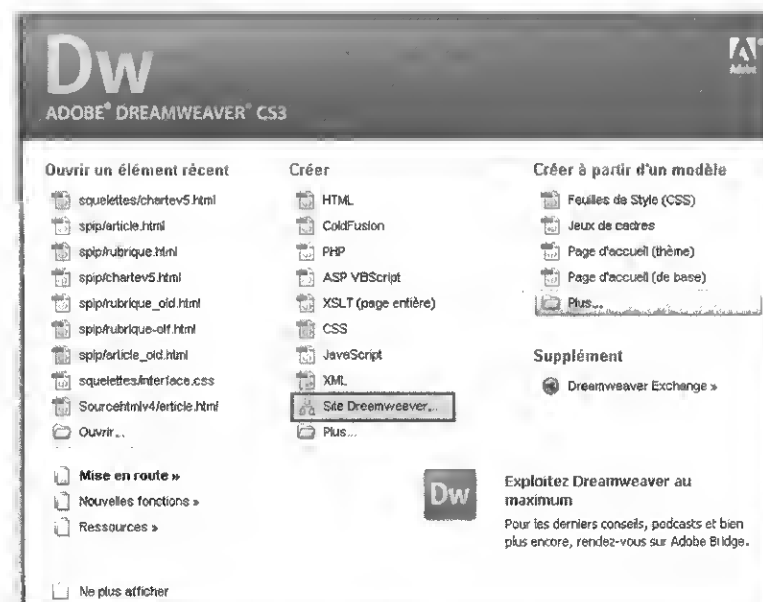 Dw
Adobe
ADOBE® DREAMWEAVER® CS3
Ouvrir un élément récent
squelettes/chartev5.html
spip/article.html
spip/rubrique.html
spip/chartev5.html
spip/rubrique_old.html
spip/rubrique-olf.html
spip/article_old.html
squelettes/interface.css
Sourcehtmlv4/article.html
Ouvrir...
Mise en route »
Nouvelles fonctions »
Ressources »
Ne plus afficher
Créer
HTML
ColdFusion
PHP
ASP VBScript
XSLT (page entière)
CSS
JavaScript
XML
Site Dreamweaver...
Plus...
Créer à partir d'un modèle
Feuilles de Style (CSS)
Jeux de cadres
Page d'accueil (thème)
Page d'accueil (de base)
Plus...
Supplément
Dreamweaver Exchange »
Dw
Exploitez Dreamweaver au
maximum
Pour les derniers conseils, podcasts et bien
plus encore, rendez-vous sur Adobe Bridge.